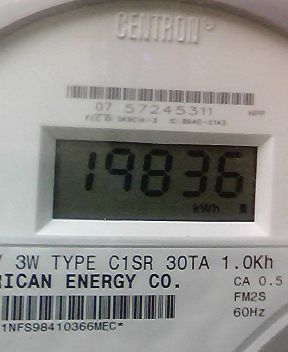 CENTRON®
07 57245311 HPP
19836
kWh
3W TYPE C1SR 30TA 1.0Kh
RICAN ENERGY CO.
CA 0.5
FM2S
60Hz
1NFS98410366MEC*